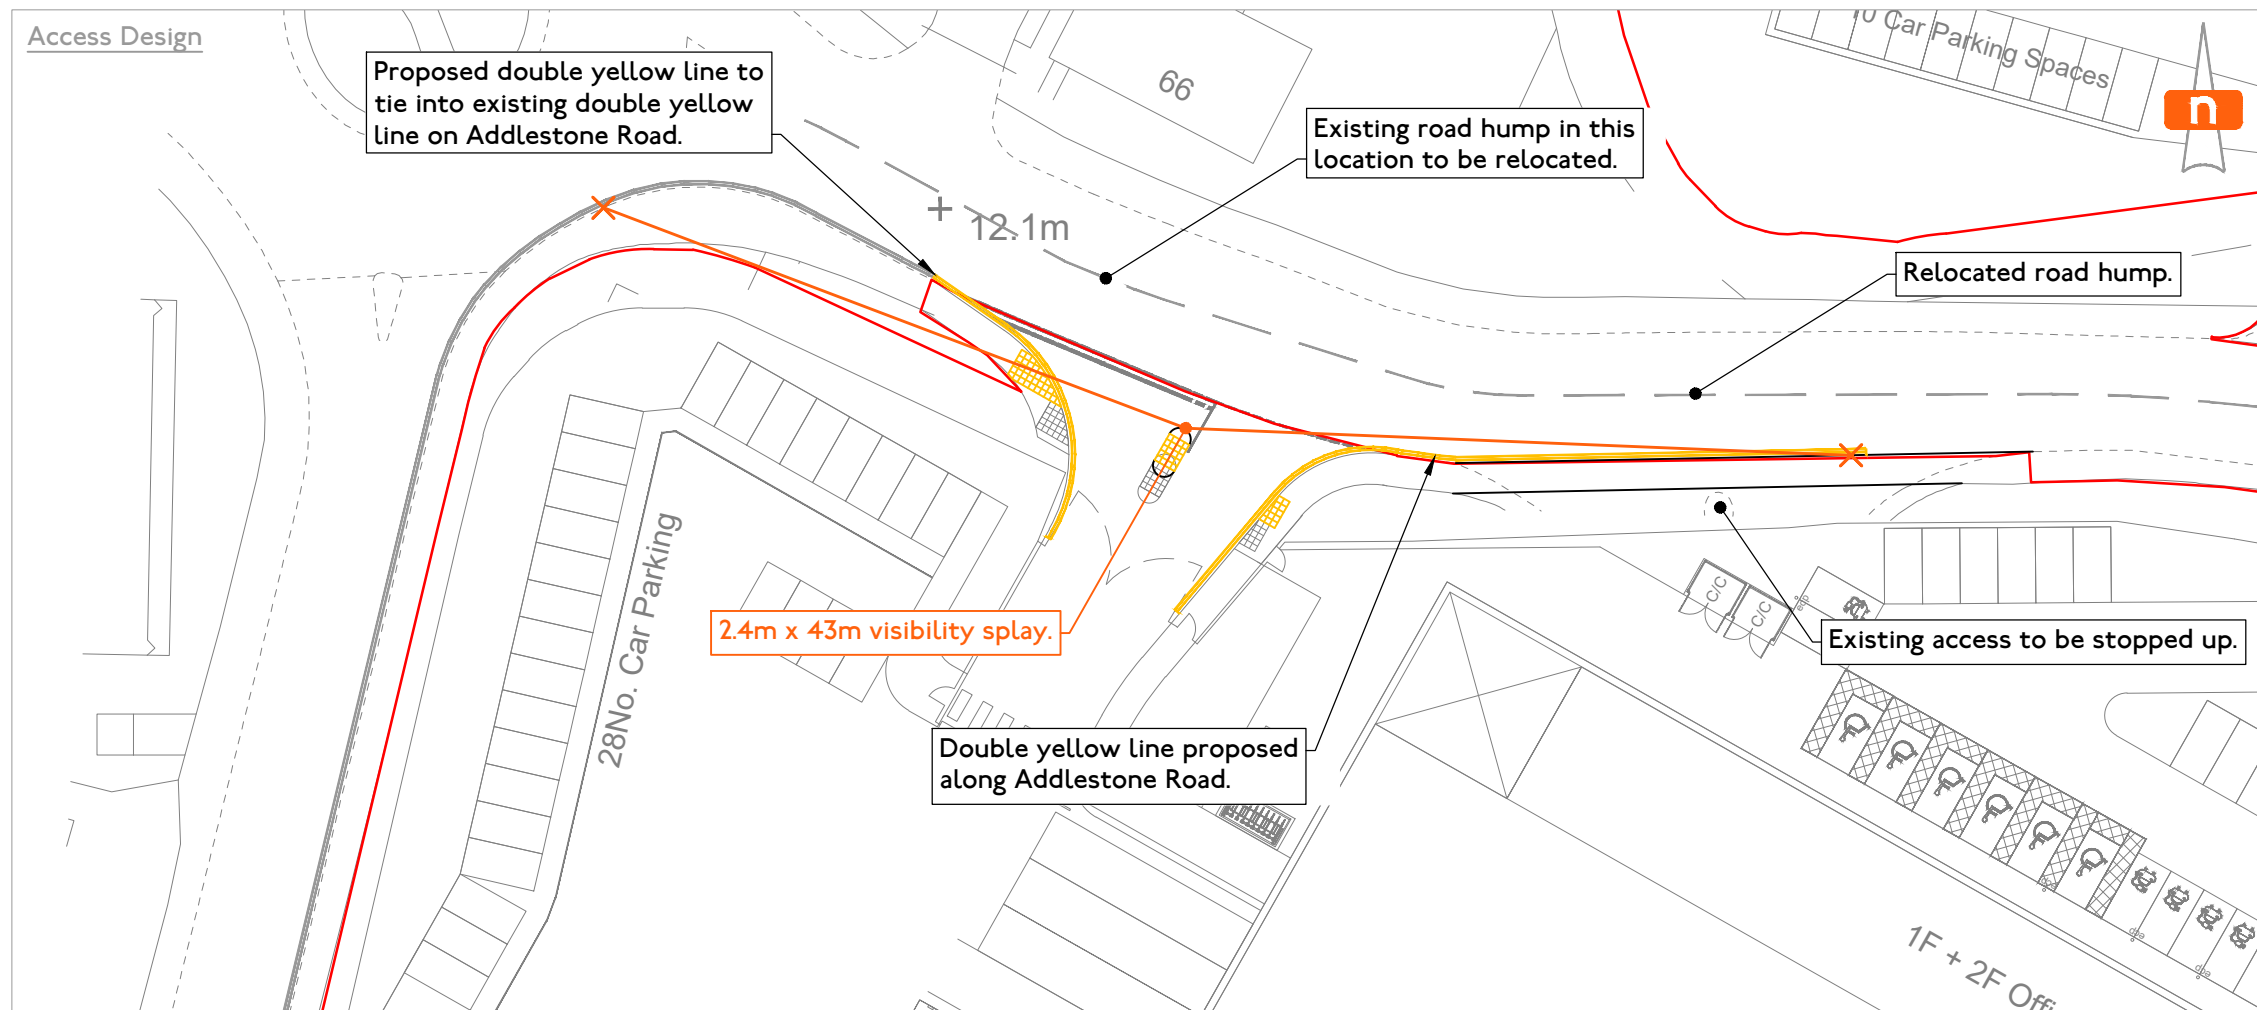 Access Design
Proposed double yellow line to
tie into existing double yellow
line on Addlestone Road.
66
10 Car Parking Spaces
n
Existing road hump in this
location to be relocated.
12.1m
Relocated road hump.
28No. Car Parking
2.4m x 43m visibility splay.
C/C
C/C
edp
Existing access to be stopped up.
Double yellow line proposed
along Addlestone Road.
1F + 2F Offi